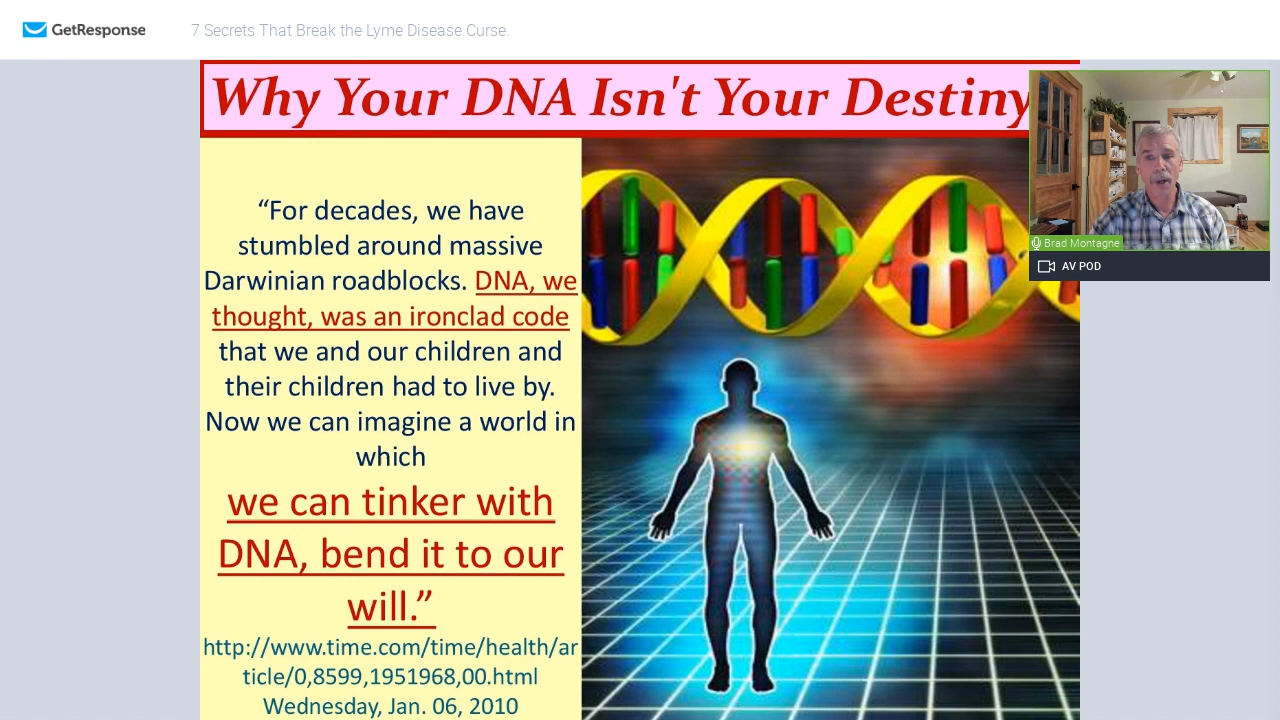 GetResponse
7 Secrets That Break the Lyme Disease Curse.
Why Your DNA Isn't Your Destiny
Brad Montagne
AV POD
“For decades, we have
stumbled around massive
Darwinian roadblocks. DNA, we
thought, was an ironclad code
that we and our children and
their children had to live by.
Now we can imagine a world in
which
we can tinker with
DNA, bend it to our
will.”
http://www.time.com/time/health/ar
ticle/0,8599,1951968,00.html
Wednesday, Jan. 06, 2010